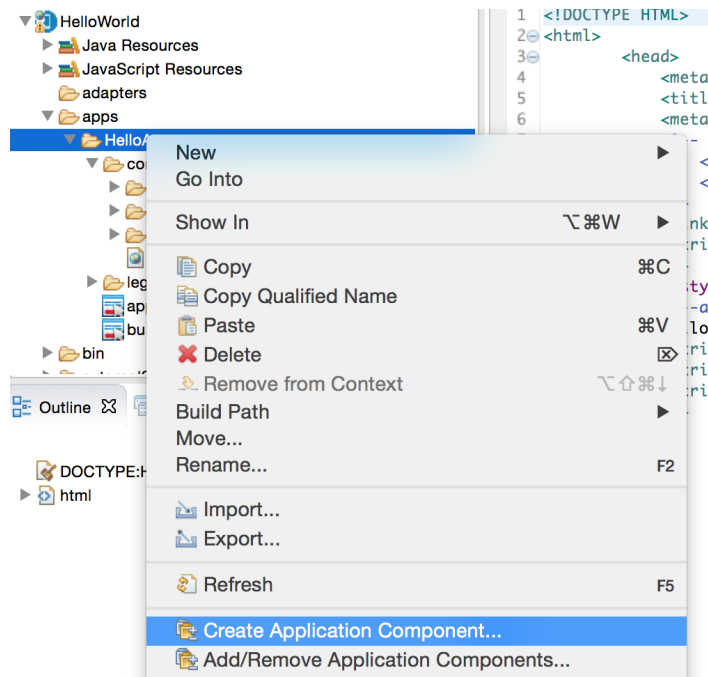 HelloWorld
Java Resources
JavaScript Resources
adapters
apps
bin
Outline
html
1 <!DOCTYPE HTML>
2 <html>
3 <head>
4 <meta
5
6 <meta
New
Go Into
Show In ⌥⌘W
Copy ⌘C
Copy Qualified Name
Paste ⌘V
Delete ⌦
Remove from Context ⌥⇧⌘↓
Build Path
Move...
Rename... F2
Import...
Export...
Refresh F5
Create Application Component...
Add/Remove Application Components...